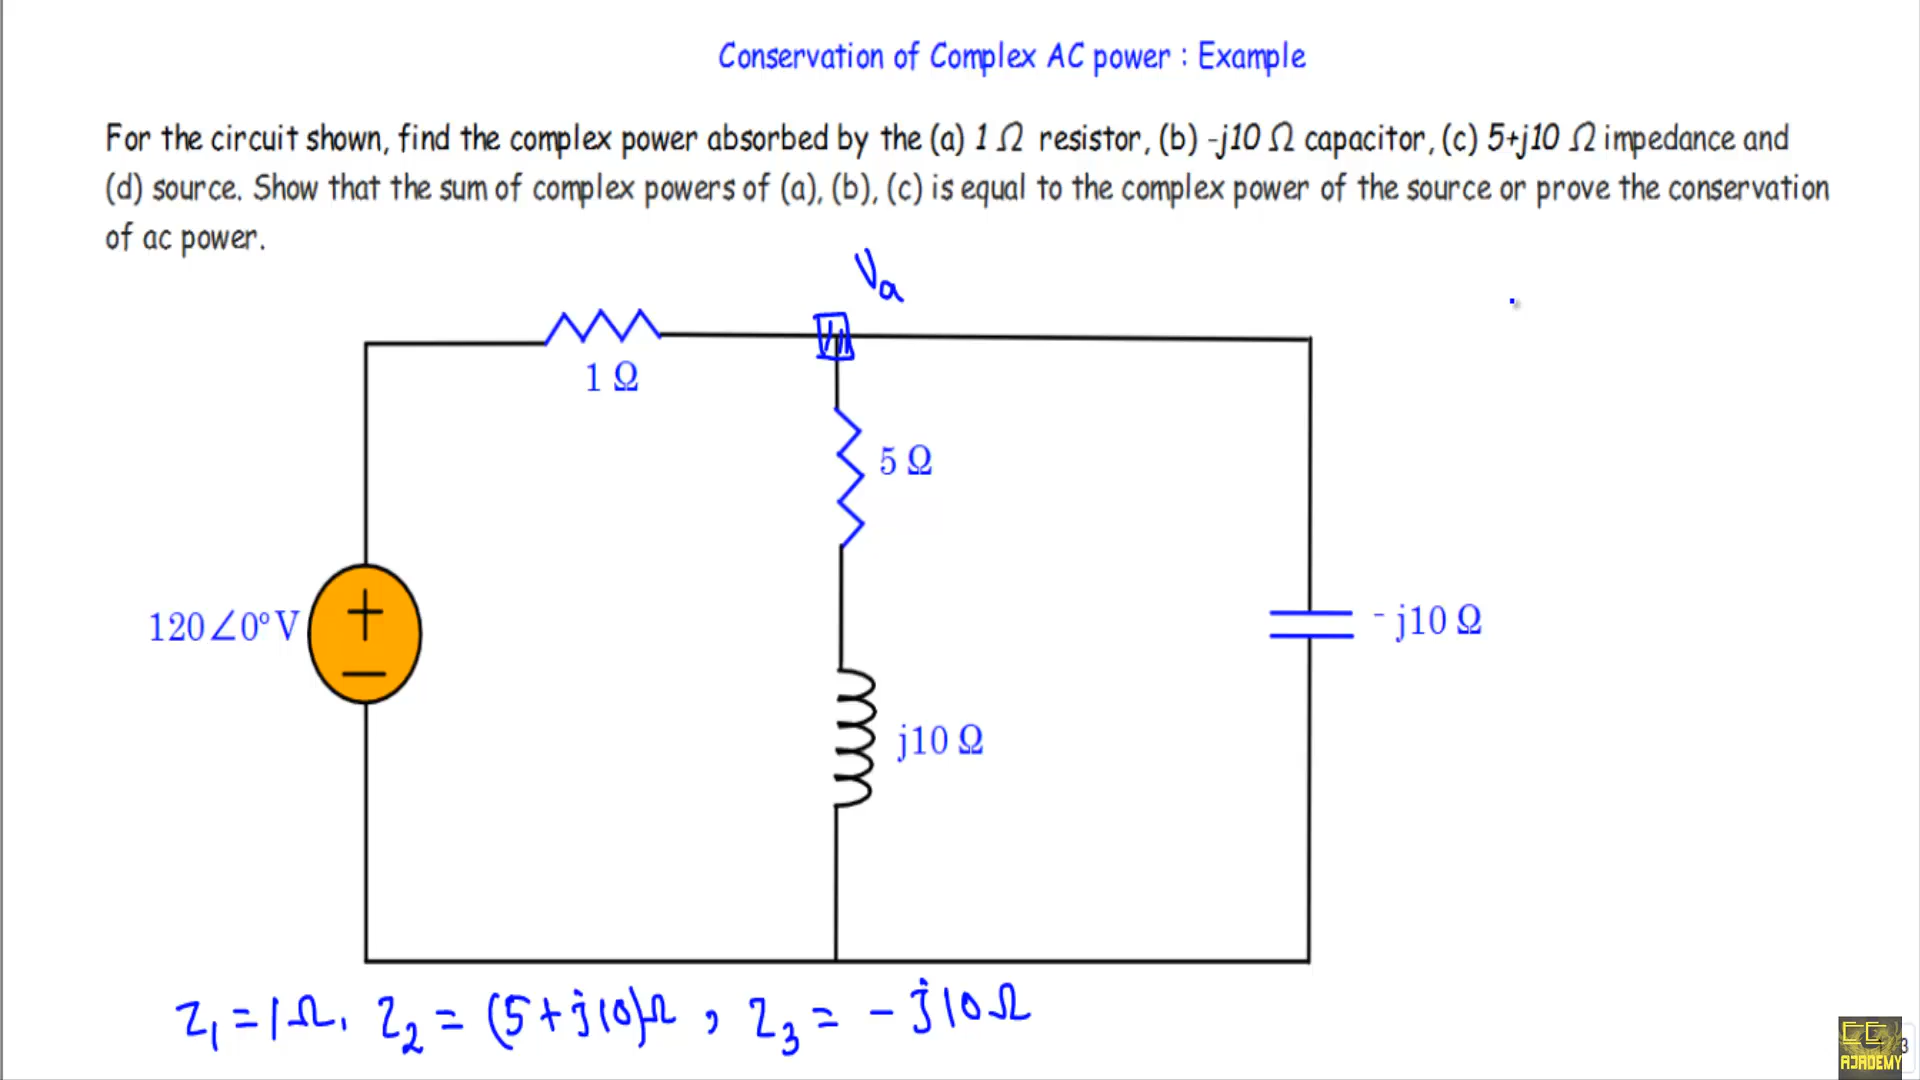 Conservation of Complex AC power : Example
For the circuit shown, find the complex power absorbed by the (a) 1 Ω resistor, (b) -j10 Ω capacitor, (c) 5+j10 Ω impedance and
(d) source. Show that the sum of complex powers of (a), (b), (c) is equal to the complex power of the source or prove the conservation
of ac power.
Va
1 Ω
5 Ω
120∠0° V
+
−
- j10 Ω
j10 Ω
Z₁ = 1Ω, Z₂ = (5+j10)Ω, Z₃ = -j10Ω
EE
AJADEMY
3